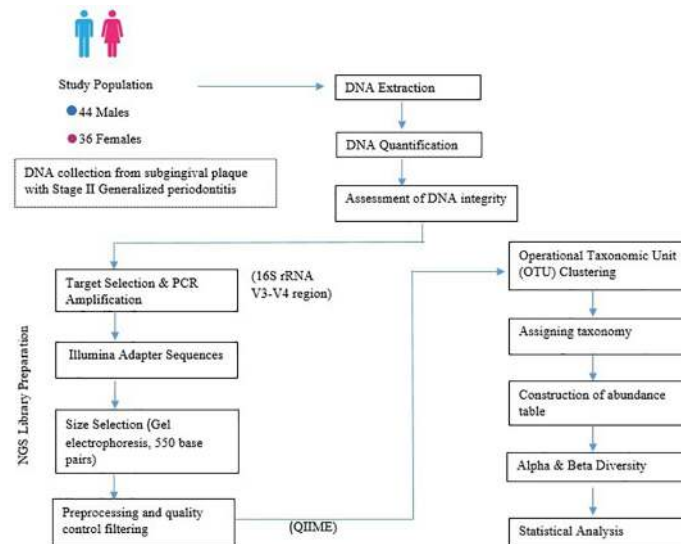 Study Population
44 Males
36 Females
DNA collection from subgingival plaque
with Stage II Generalized periodontitis
DNA Extraction
DNA Quantification
Assessment of DNA integrity
NGS Library Preparation
Target Selection & PCR
Amplification
(16S rRNA
V3-V4 region)
Illumina Adapter Sequences
Size Selection (Gel
electrophoresis, 550 base
pairs)
Preprocessing and quality
control filtering
(QIIME)
Operational Taxonomic Unit
(OTU) Clustering
Assigning taxonomy
Construction of abundance
table
Alpha & Beta Diversity
Statistical Analysis